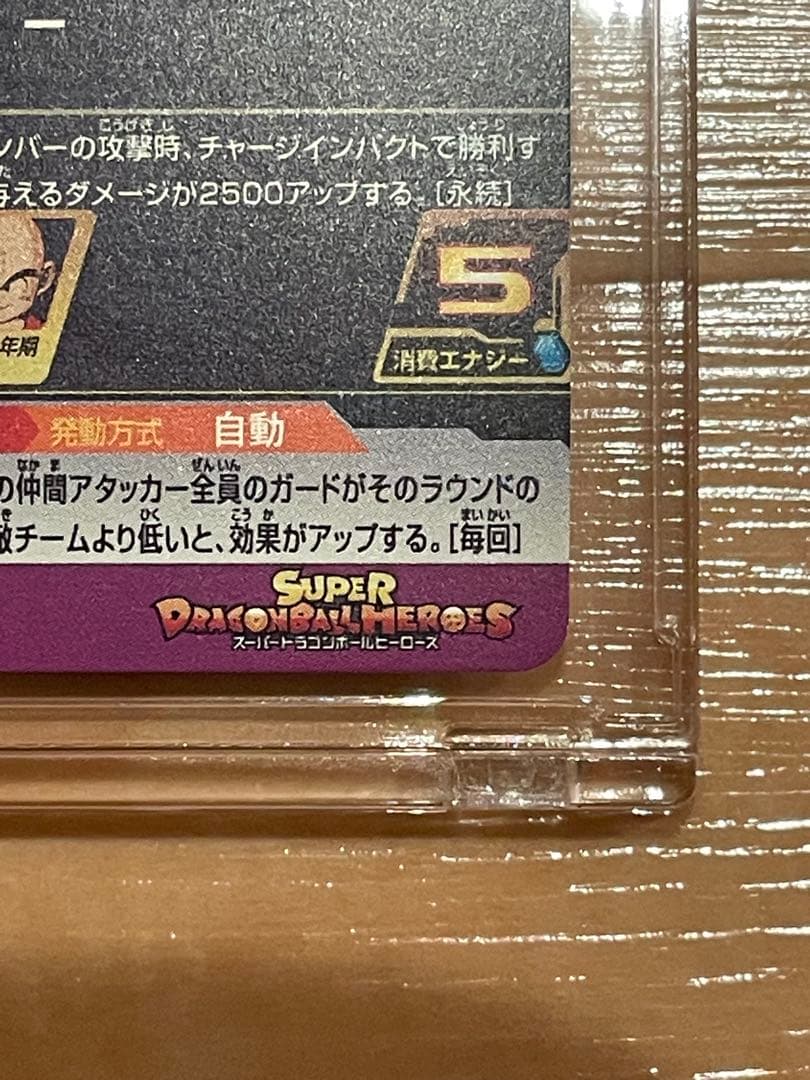 ンバーの攻撃時、チャージインパクトで勝利す
与えるダメージが2500アップする。[永続]
5
年期
消費エナジー
発動方式 自動
の仲間アタッカー全員のガードがそのラウンドの
敵チームより低いと、効果がアップする。[毎回]
SUPER
DRAGONBALL HEROES
スーパードラゴンボールヒーローズ